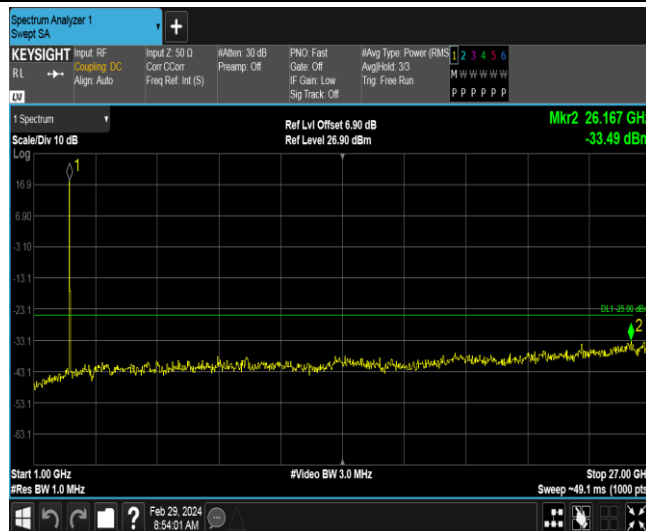 Spectrum Analyzer 1
Swept SA
+
KEYSIGHT Input: RF Input Z: 50 Ω #Atten: 30 dB PNO: Fast #Avg Type: Power (RMS 1 2 3 4 5 6
RL Coupling: DC Corr CCorr Preamp: Off Gate: Off Avg|Hold: 3/3 M W W W W W
Align: Auto Freq Ref: Int (S) IF Gain: Low Trig: Free Run
Sig Track: Off P P P P P P
1 Spectrum
Ref Lvl Offset 6.90 dB Mkr2 26.167 GHz
Scale/Div 10 dB Ref Level 26.90 dBm -33.49 dBm
Log
1
16.9
6.90
-3.10
-13.1
-23.1
DL1 -25.00 dBm
2
-33.1
-43.1
-53.1
-63.1
Start 1.00 GHz #Video BW 3.0 MHz Stop 27.00 GHz
#Res BW 1.0 MHz Sweep ~49.1 ms (1000 pts
? Feb 29, 2024
8:54:01 AM